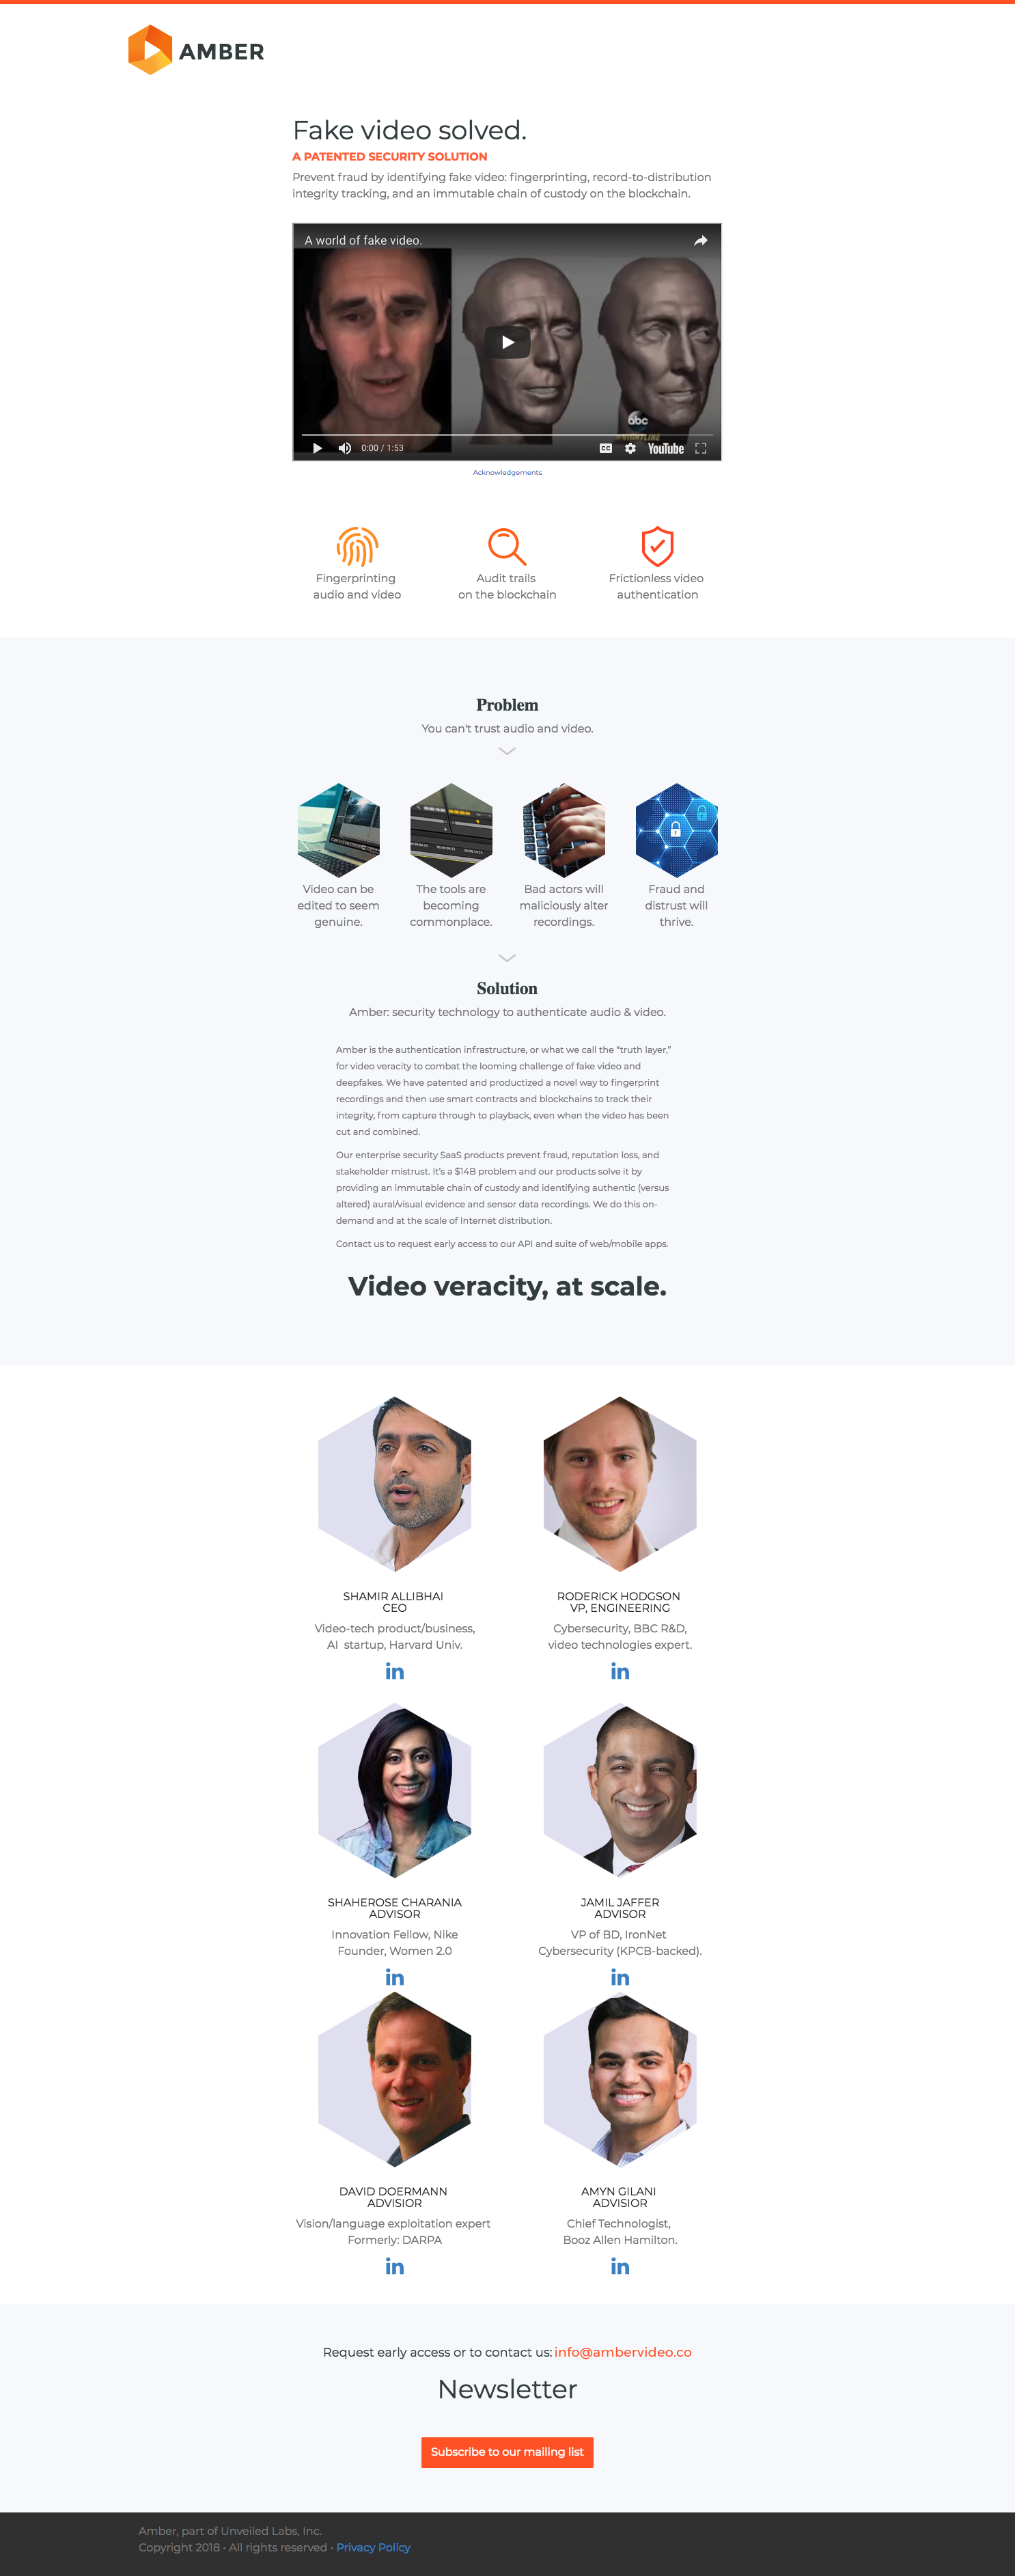 AMBER
Fake video solved.
A PATENTED SECURITY SOLUTION
Prevent fraud by identifying fake video: fingerprinting, record-to-distribution
integrity tracking, and an immutable chain of custody on the blockchain.
A world of fake video.
abc
NIGHTLINE
0:00 / 1:53
CC
YouTube
Acknowledgements
Fingerprinting
audio and video
Audit trails
on the blockchain
Frictionless video
authentication
Problem
You can't trust audio and video.
Video can be
edited to seem
genuine.
The tools are
becoming
commonplace.
Bad actors will
maliciously alter
recordings.
Fraud and
distrust will
thrive.
Solution
Amber: security technology to authenticate audio & video.
Amber is the authentication infrastructure, or what we call the “truth layer,”
for video veracity to combat the looming challenge of fake video and
deepfakes. We have patented and productized a novel way to fingerprint
recordings and then use smart contracts and blockchains to track their
integrity, from capture through to playback, even when the video has been
cut and combined.
Our enterprise security SaaS products prevent fraud, reputation loss, and
stakeholder mistrust. It’s a $14B problem and our products solve it by
providing an immutable chain of custody and identifying authentic (versus
altered) aural/visual evidence and sensor data recordings. We do this on-
demand and at the scale of Internet distribution.
Contact us to request early access to our API and suite of web/mobile apps.
Video veracity, at scale.
SHAMIR ALLIBHAI
CEO
Video-tech product/business,
AI startup, Harvard Univ.
in
RODERICK HODGSON
VP, ENGINEERING
Cybersecurity, BBC R&D,
video technologies expert.
in
SHAHEROSE CHARANIA
ADVISOR
Innovation Fellow, Nike
Founder, Women 2.0
in
JAMIL JAFFER
ADVISOR
VP of BD, IronNet
Cybersecurity (KPCB-backed).
in
DAVID DOERMANN
ADVISIOR
Vision/language exploitation expert
Formerly: DARPA
in
AMYN GILANI
ADVISIOR
Chief Technologist,
Booz Allen Hamilton.
in
Request early access or to contact us: info@ambervideo.co
Newsletter
Subscribe to our mailing list
Amber, part of Unveiled Labs, Inc.
Copyright 2018 • All rights reserved • Privacy Policy